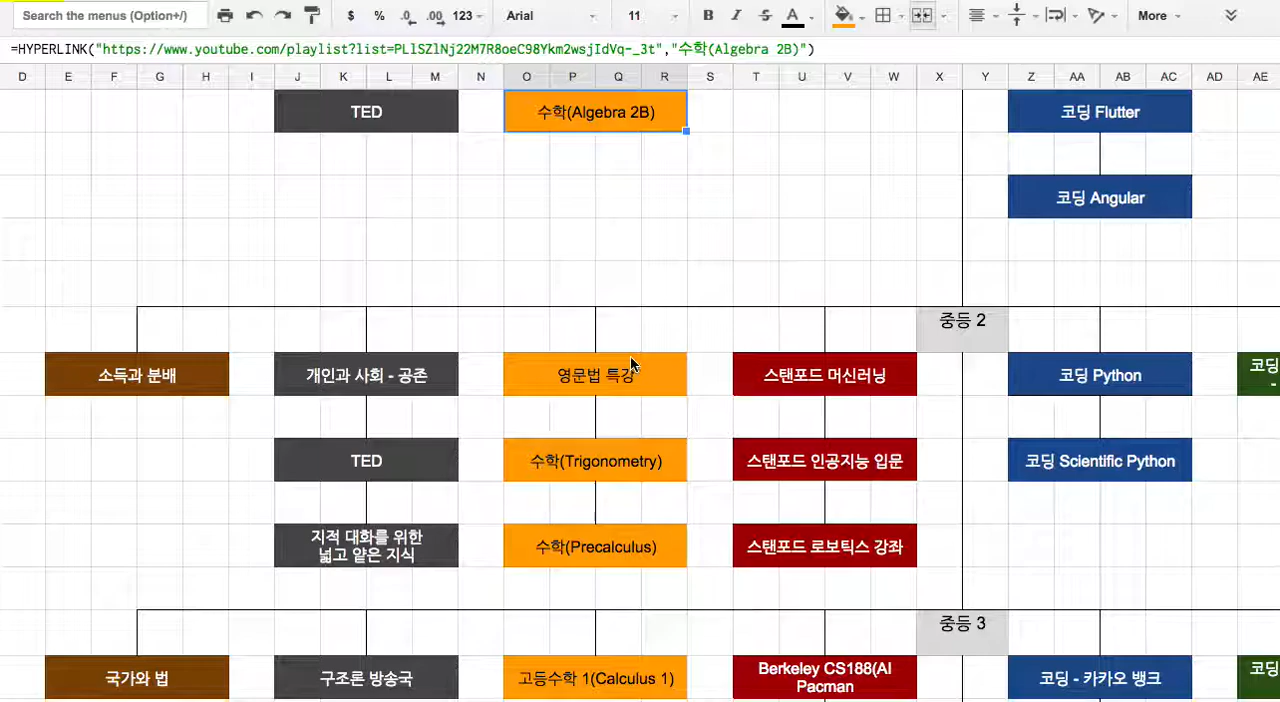 Search the menus (Option+/)
$ % .0 .00 123 Arial 11 B I S A More
=HYPERLINK("https://www.youtube.com/playlist?list=PLlSZlNj22M7R8oeC98Ykm2wsjIdVq-_3t","수학(Algebra 2B)")
D E F G H I J K L M N O P Q R S T U V W X Y Z AA AB AC AD AE
TED
수학(Algebra 2B)
코딩 Flutter
코딩 Angular
중등 2
소득과 분배
개인과 사회 - 공존
영문법 특강
스탠포드 머신러닝
코딩 Python
코딩
-
TED
수학(Trigonometry)
스탠포드 인공지능 입문
코딩 Scientific Python
지적 대화를 위한
넓고 얕은 지식
수학(Precalculus)
스탠포드 로보틱스 강좌
중등 3
국가와 법
구조론 방송국
고등수학 1(Calculus 1)
Berkeley CS188(AI
Pacman
코딩 - 카카오 뱅크
코딩